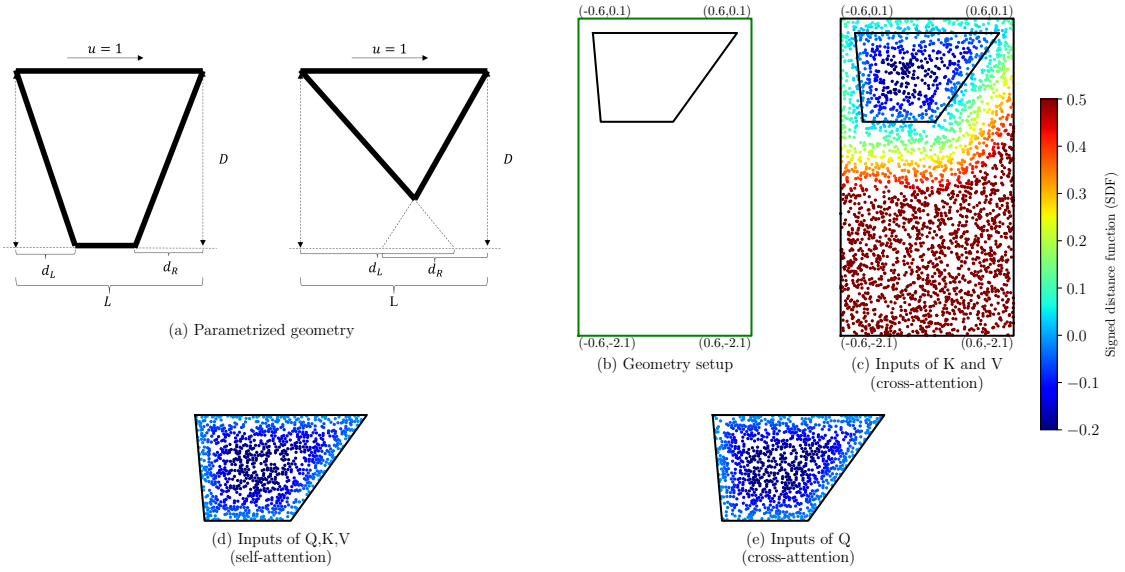 u = 1
D
d_L
d_R
L
u = 1
D
d_L
d_R
L
(a) Parametrized geometry
(-0.6,0.1)
(0.6,0.1)
(-0.6,-2.1)
(0.6,-2.1)
(b) Geometry setup
(-0.6,0.1)
(0.6,0.1)
(-0.6,-2.1)
(0.6,-2.1)
(c) Inputs of K and V
(cross-attention)
0.5
0.4
0.3
0.2
0.1
0.0
−0.1
−0.2
Signed distance function (SDF)
(d) Inputs of Q,K,V
(self-attention)
(e) Inputs of Q
(cross-attention)